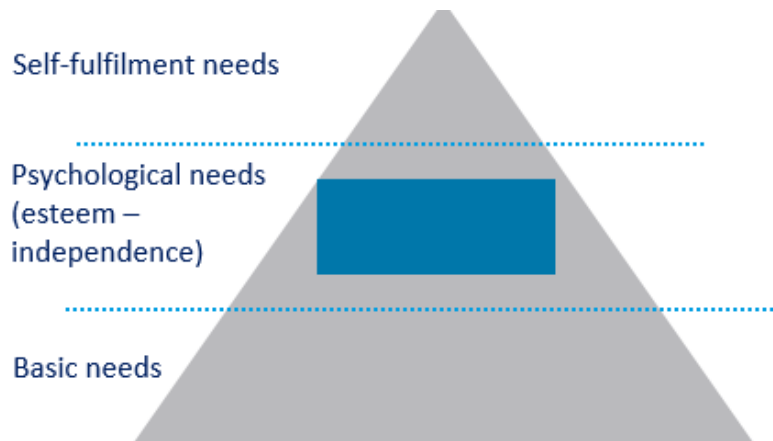 Self-fulfilment needs
Psychological needs
(esteem –
independence)
Basic needs